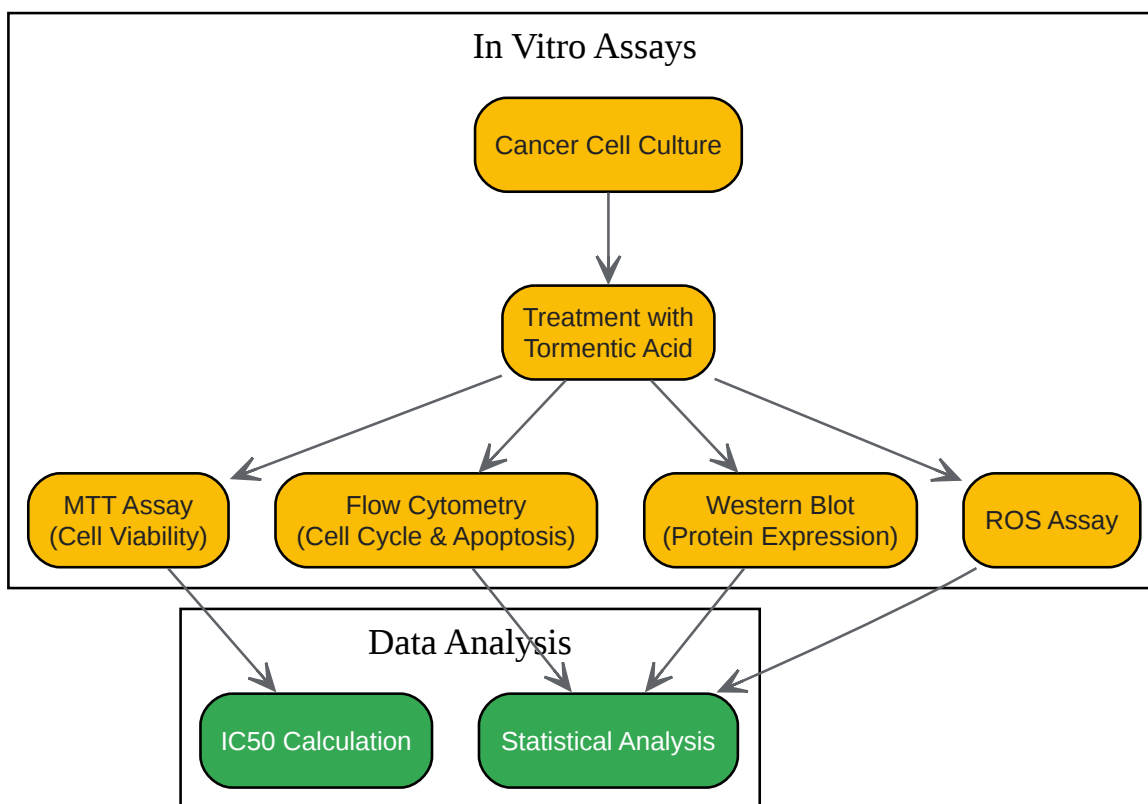 In Vitro Assays
Cancer Cell Culture
Treatment with
Tormentic Acid
MTT Assay
(Cell Viability)
Flow Cytometry
(Cell Cycle & Apoptosis)
Western Blot
(Protein Expression)
ROS Assay
Data Analysis
IC50 Calculation
Statistical Analysis